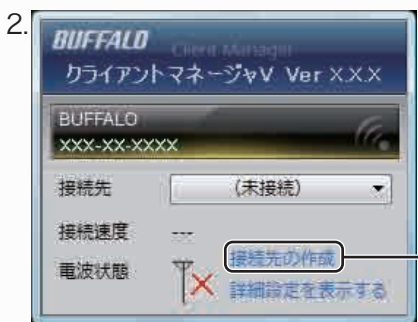 2.
BUFFALO
Client Manager
クライアントマネージャV Ver X.X.X
BUFFALO
XXX-XX-XXXX
接続先 (未接続)
接続速度 ---
接続先の作成
電波状態
詳細設定を表示する